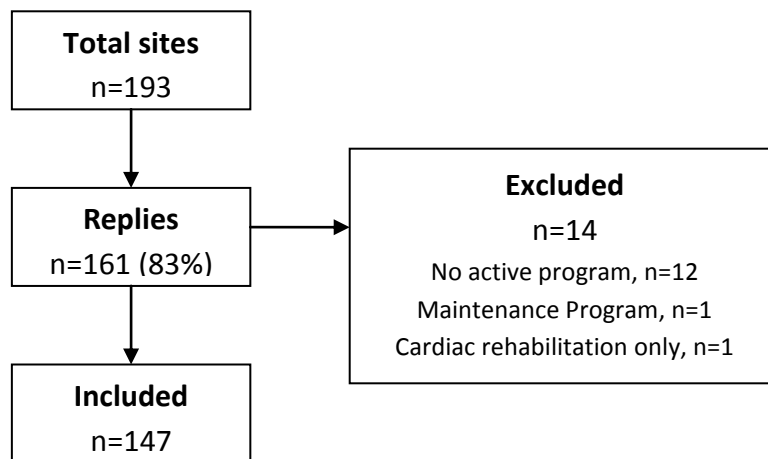 Total sites
n=193
Replies
n=161 (83%)
Excluded
n=14
No active program, n=12
Maintenance Program, n=1
Cardiac rehabilitation only, n=1
Included
n=147